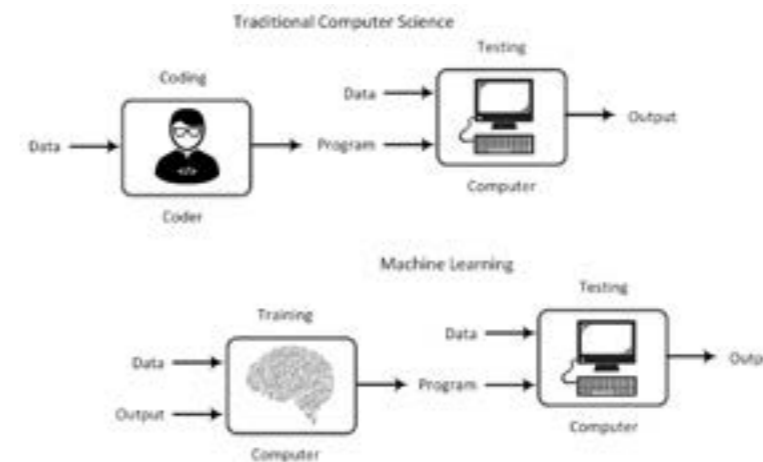 Traditional Computer Science
Coding
Testing
Data
Data
Program
Output
</>
Coder
Computer
Machine Learning
Training
Testing
Data
Output
Data
Program
Outp
Computer
Computer